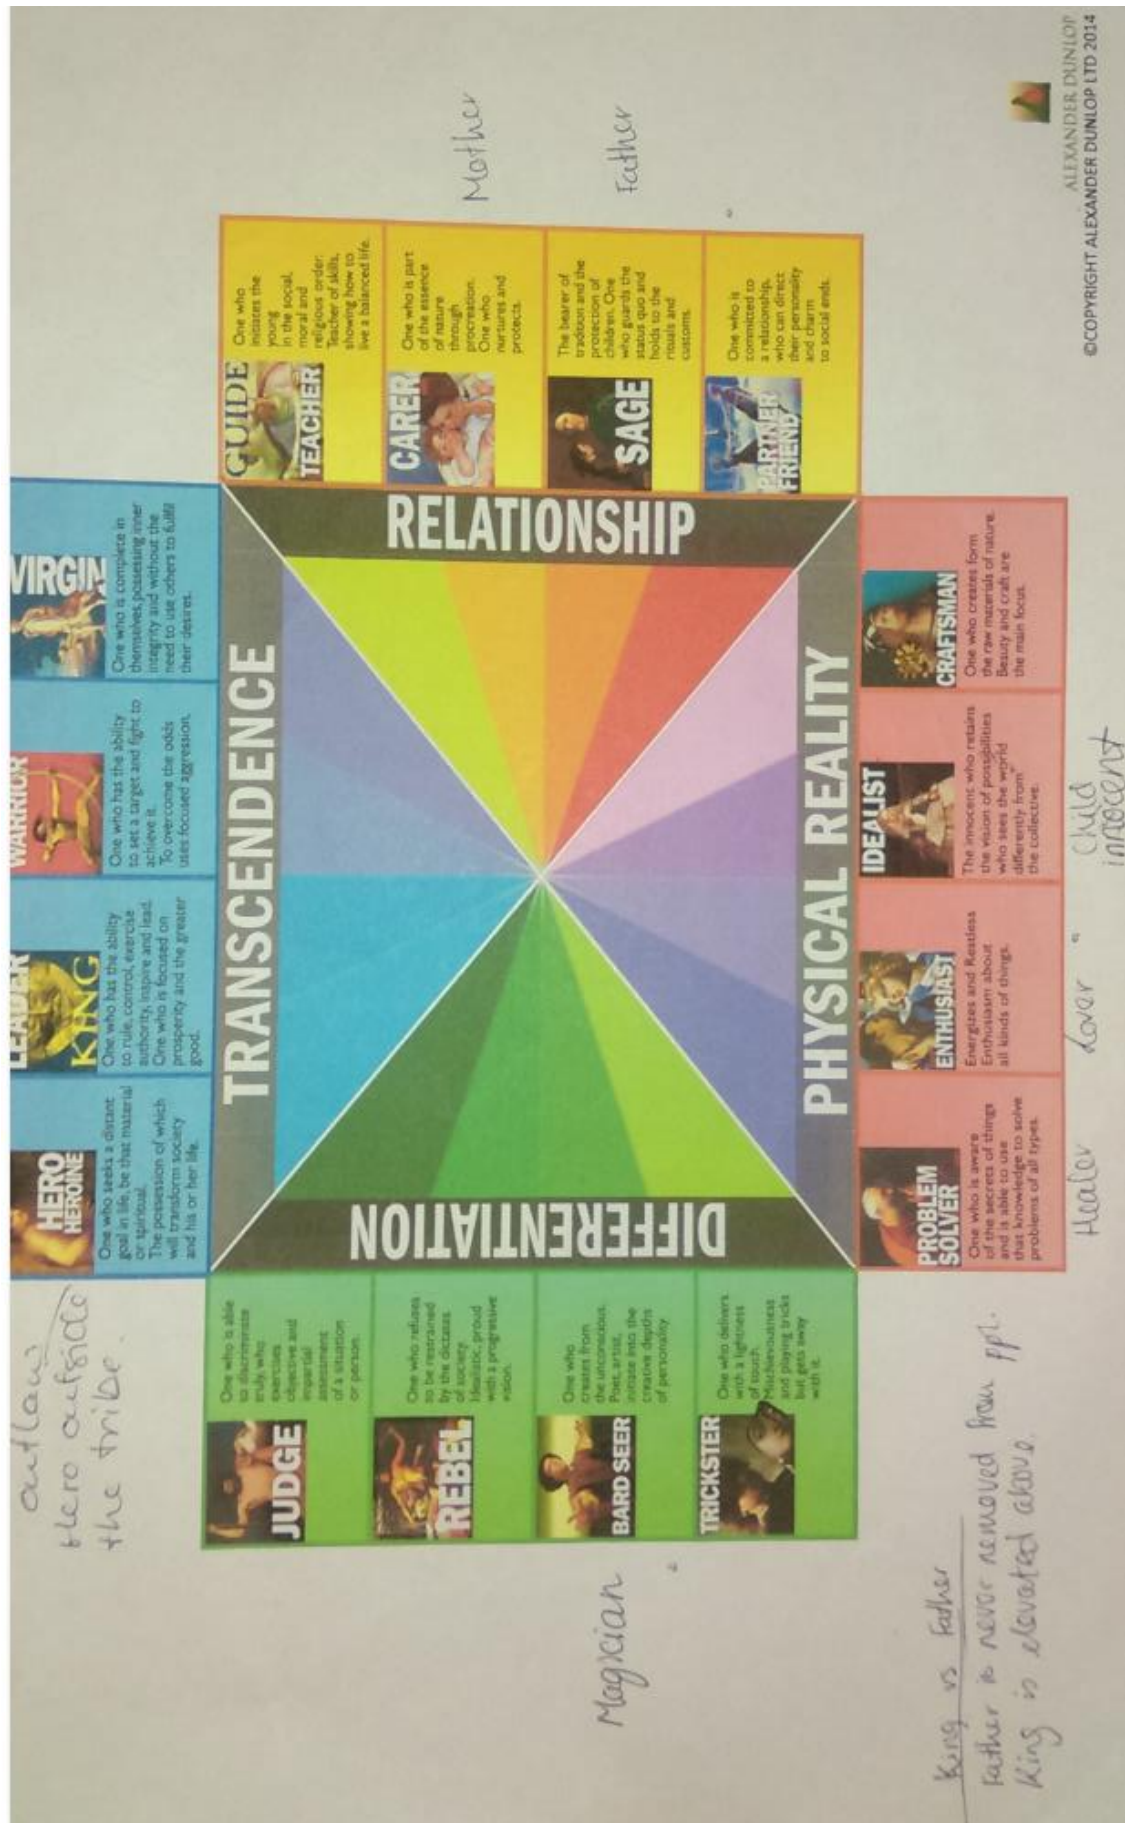 outlaw
Hero outside
the tribe.
HERO
HEROINE
One who seeks a distant
goal in life, be that material
or spiritual.
The possession of which
will transform society
and his or her life.
LEADER
KING
One who has the ability
to rule, control, exercise
authority, inspire and lead.
One who is focused on
prosperity and the greater
good.
WARRIOR
One who has the ability
to set a target and fight to
achieve it.
To overcome the odds
uses focused aggression.
VIRGIN
One who is complete in
themselves, possessing inner
integrity and without the
need to use others to fulfil
their desires.
TRANSCENDENCE
JUDGE
One who is able
to discriminate
truly, who
exercises
objective and
impartial
assessment
of a situation
or person.
REBEL
One who refuses
to be restrained
by the dictates
of society.
Idealistic, proud
with a progressive
vision.
BARD SEER
One who
creates from
the unconscious.
Poet, artist,
initiate into the
creative depths
of personality
TRICKSTER
One who delivers
with a lightness
of touch.
Mischievousness
and playing tricks
but gets away
with it.
Magician
DIFFERENTIATION
RELATIONSHIP
GUIDE
TEACHER
One who
initiates the
young
in the social,
moral and
religious order.
Teacher of skills,
showing how to
live a balanced life.
CARER
One who is part
of the essence
of nature
through
procreation.
One who
nurtures and
protects.
Mother
SAGE
The bearer of
tradition and the
protection of
children. One
who guards the
status quo and
holds to the
rituals and
customs.
Father
PARTNER
FRIEND
One who is
committed to
a relationship,
who can direct
their personality
and charm
to social ends.
PHYSICAL REALITY
PROBLEM
SOLVER
One who is aware
of the secrets of things
and is able to use
that knowledge to solve
problems of all types.
ENTHUSIAST
Energizes and Restless
Enthusiasm about
all kinds of things.
IDEALIST
The innocent who retains
the vision of possibilities
who sees the world
differently from
the collective.
CRAFTSMAN
One who creates form
the raw materials of nature.
Beauty and craft are
the main focus.
Healer
Lover
Child
innocent
King vs Father
Father is never removed from ppl.
King is elevated above.
ALEXANDER DUNLOP
©COPYRIGHT ALEXANDER DUNLOP LTD 2014